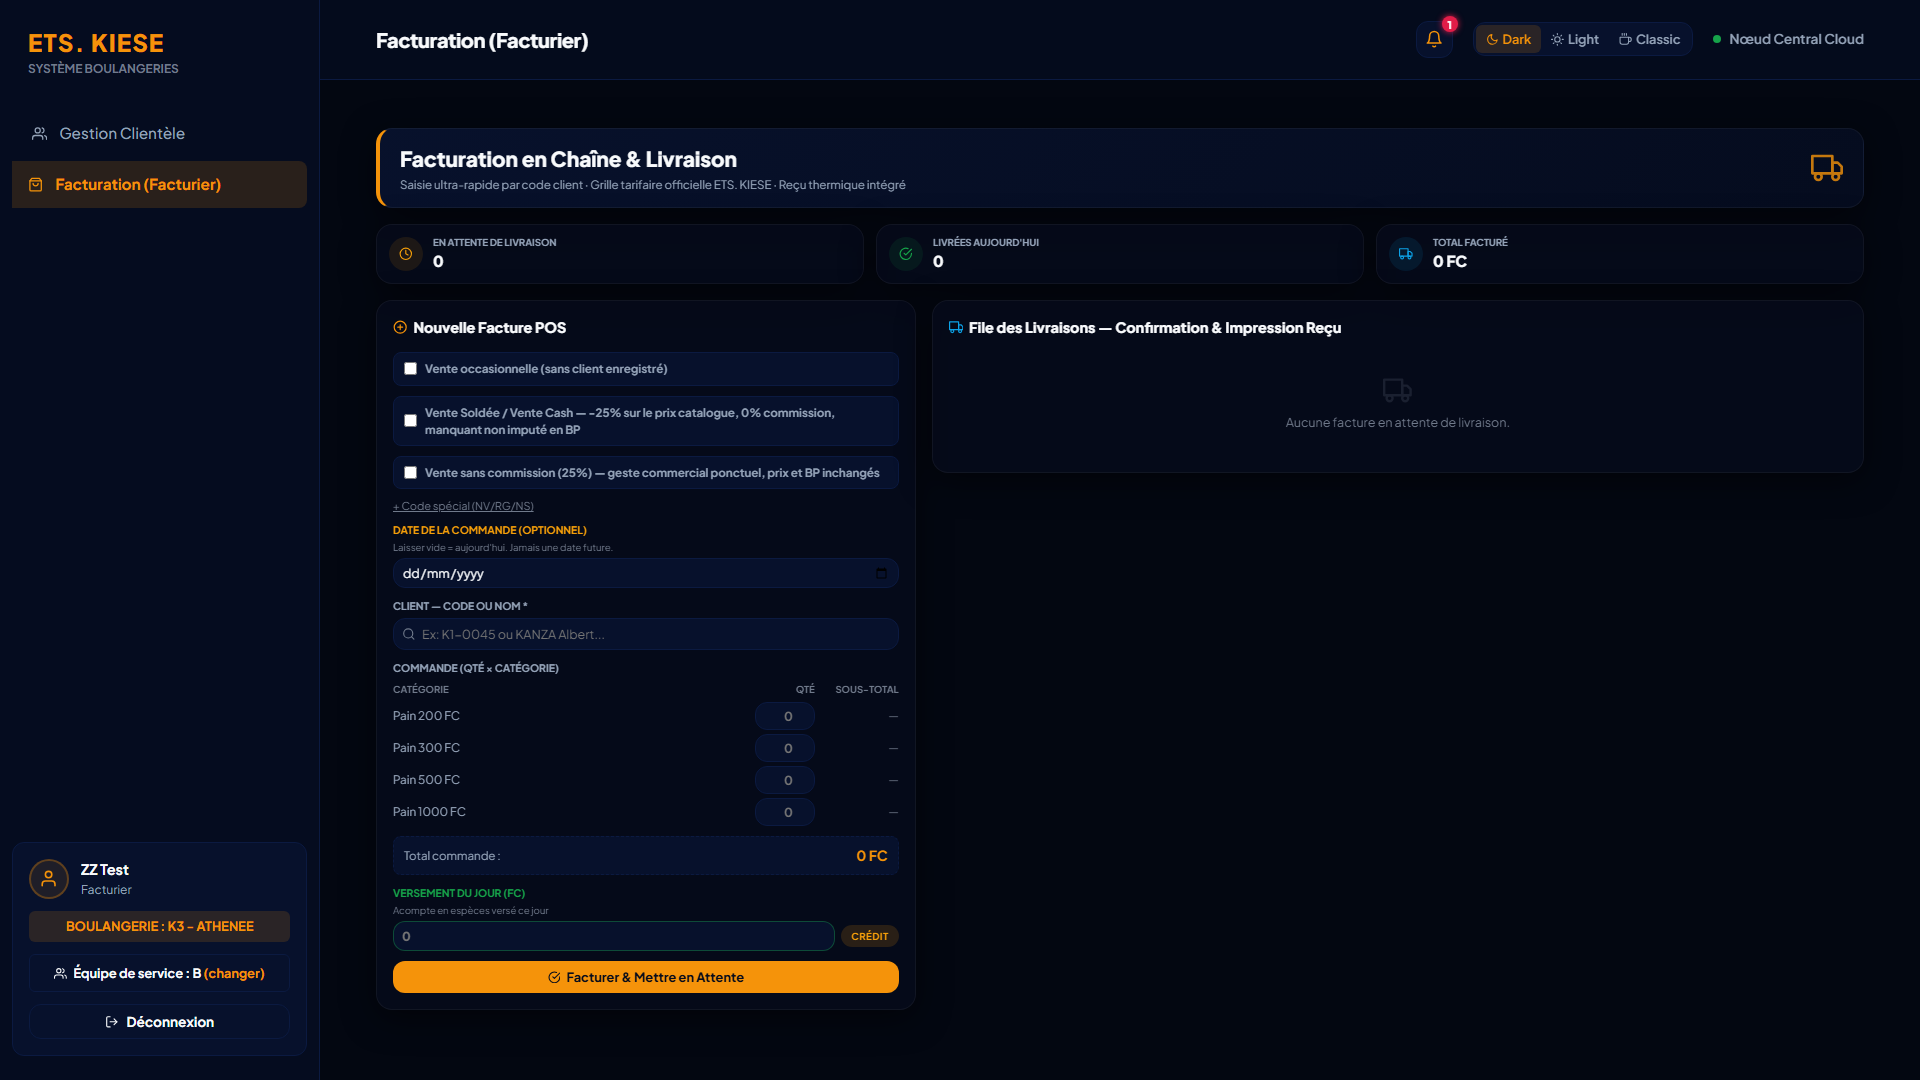 ETS. KIESE
SYSTÈME BOULANGERIES
Gestion Clientèle
Facturation (Facturier)
ZZ Test
Facturier
BOULANGERIE : K3 - ATHENEE
Équipe de service : B (changer)
Déconnexion
Facturation (Facturier)
1
Dark
Light
Classic
Nœud Central Cloud
Facturation en Chaîne & Livraison
Saisie ultra-rapide par code client · Grille tarifaire officielle ETS. KIESE · Reçu thermique intégré
EN ATTENTE DE LIVRAISON
0
LIVRÉES AUJOURD'HUI
0
TOTAL FACTURÉ
0 FC
Nouvelle Facture POS
Vente occasionnelle (sans client enregistré)
Vente Soldée / Vente Cash — -25% sur le prix catalogue, 0% commission,
manquant non imputé en BP
Vente sans commission (25%) — geste commercial ponctuel, prix et BP inchangés
+ Code spécial (NV/RG/NS)
DATE DE LA COMMANDE (OPTIONNEL)
Laisser vide = aujourd'hui. Jamais une date future.
dd/mm/yyyy
CLIENT — CODE OU NOM *
Ex: K1-0045 ou KANZA Albert...
COMMANDE (QTÉ × CATÉGORIE)
CATÉGORIE QTÉ SOUS-TOTAL
Pain 200 FC 0 —
Pain 300 FC 0 —
Pain 500 FC 0 —
Pain 1000 FC 0 —
Total commande : 0 FC
VERSEMENT DU JOUR (FC)
Acompte en espèces versé ce jour
0 CRÉDIT
Facturer & Mettre en Attente
File des Livraisons — Confirmation & Impression Reçu
Aucune facture en attente de livraison.